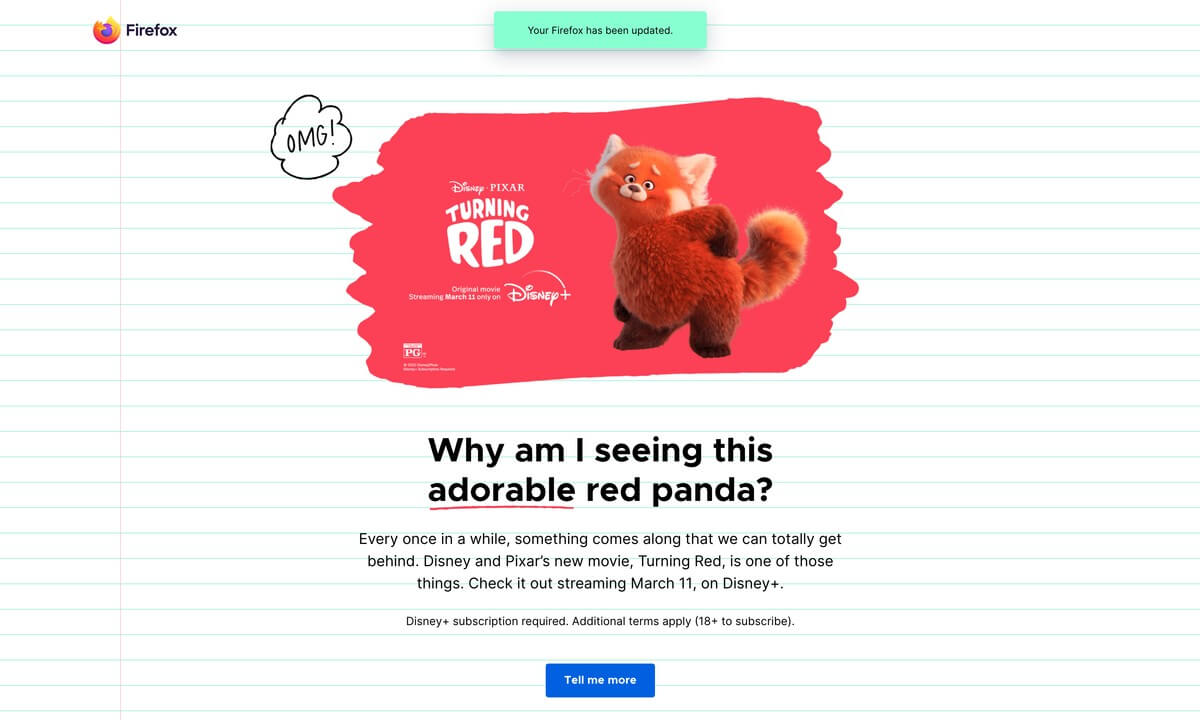 Firefox
Your Firefox has been updated.
OMG!
Disney · PIXAR
TURNING
RED
Original movie
Streaming March 11 only on
Disney+
PG
Why am I seeing this
adorable red panda?
Every once in a while, something comes along that we can totally get
behind. Disney and Pixar’s new movie, Turning Red, is one of those
things. Check it out streaming March 11, on Disney+.
Disney+ subscription required. Additional terms apply (18+ to subscribe).
Tell me more